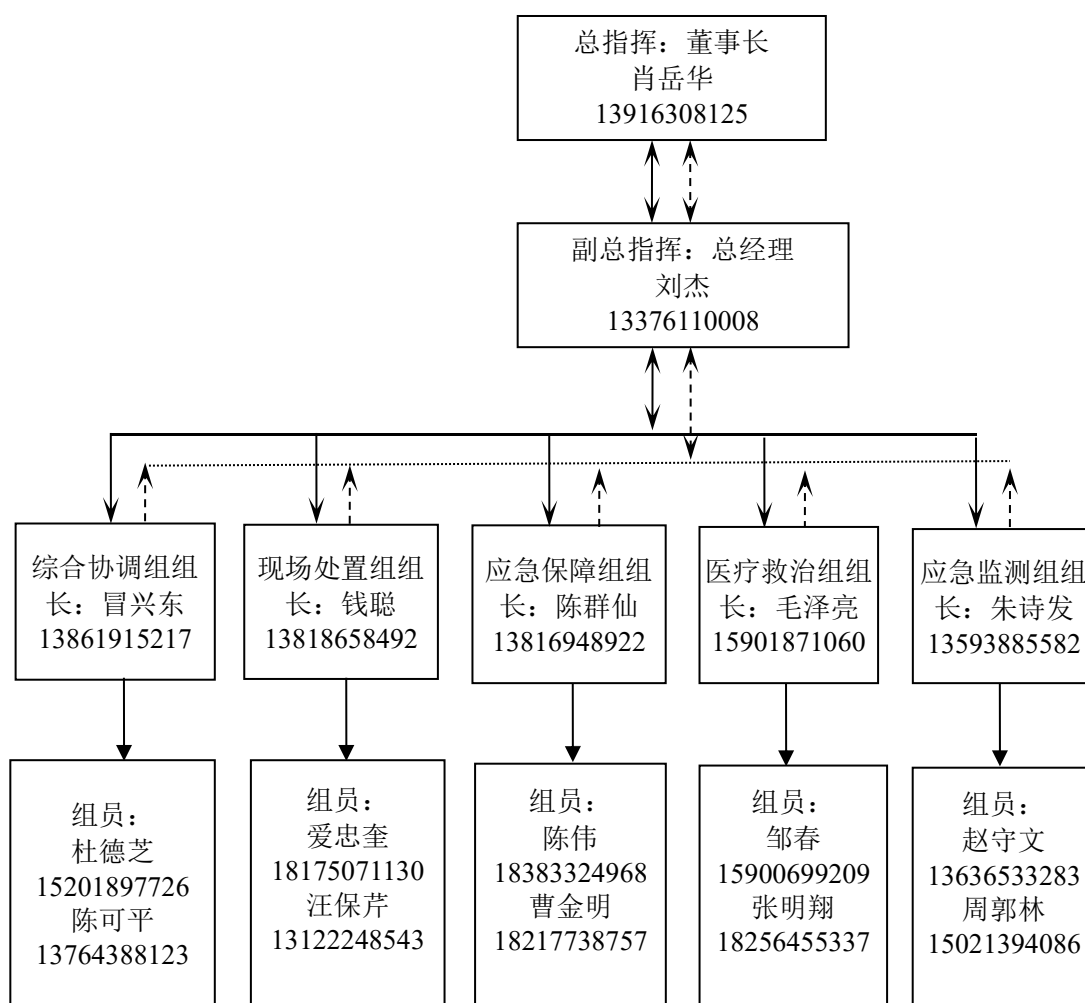 总指挥：董事长
肖岳华
13916308125
副总指挥：总经理
刘杰
13376110008
综合协调组组
长：冒兴东
13861915217
现场处置组组
长：钱聪
13818658492
应急保障组组
长：陈群仙
13816948922
医疗救治组组
长：毛泽亮
15901871060
应急监测组组
长：朱诗发
13593885582
组员：
杜德芝
15201897726
陈可平
13764388123
组员：
爱忠奎
18175071130
汪保芹
13122248543
组员：
陈伟
18383324968
曹金明
18217738757
组员：
邹春
15900699209
张明翔
18256455337
组员：
赵守文
13636533283
周郭林
15021394086